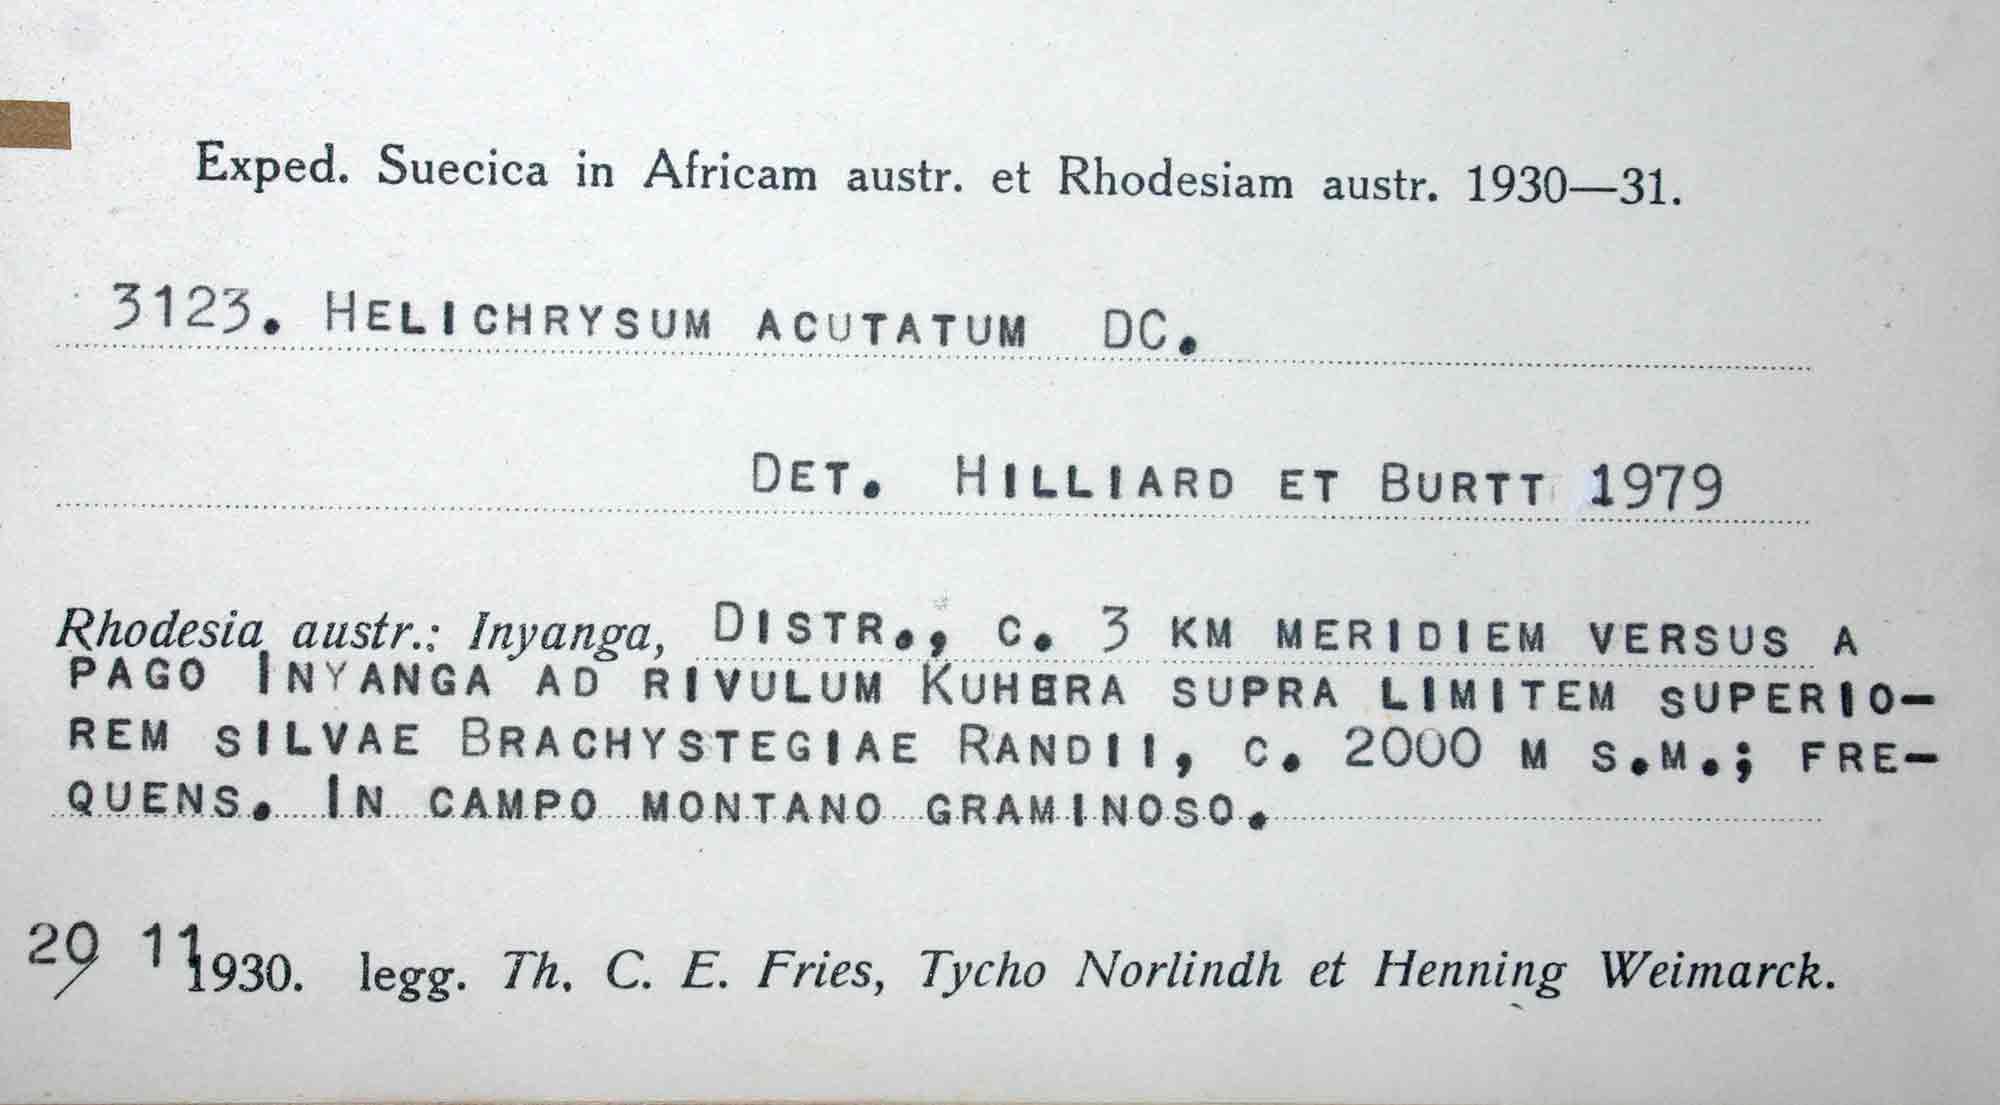 Exped. Suecica in Africam austr. et Rhodesiam austr. 1930—31.
3123. HELICHRYSUM ACUTATUM DC.
DET. HILLIARD ET BURTT 1979
Rhodesia austr.: Inyanga, DISTR., C. 3 KM MERIDIEM VERSUS A
PAGO INYANGA AD RIVULUM KUHERA SUPRA LIMITEM SUPERIO-
REM SILVAE BRACHYSTEGIAE RANDII, C. 2000 M S.M.; FRE-
QUENS. IN CAMPO MONTANO GRAMINOSO.
29/ 11 1930. legg. Th. C. E. Fries, Tycho Norlindh et Henning Weimarck.